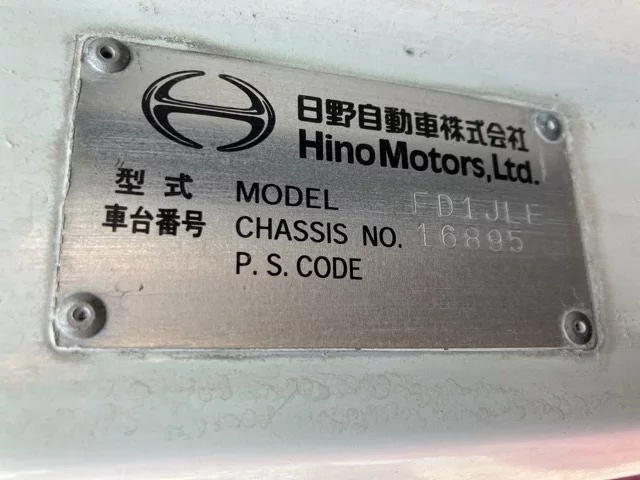 日野自動車株式会社
Hino Motors, Ltd.
型式 MODEL FD1JLE
車台番号 CHASSIS NO. 16895
P. S. CODE